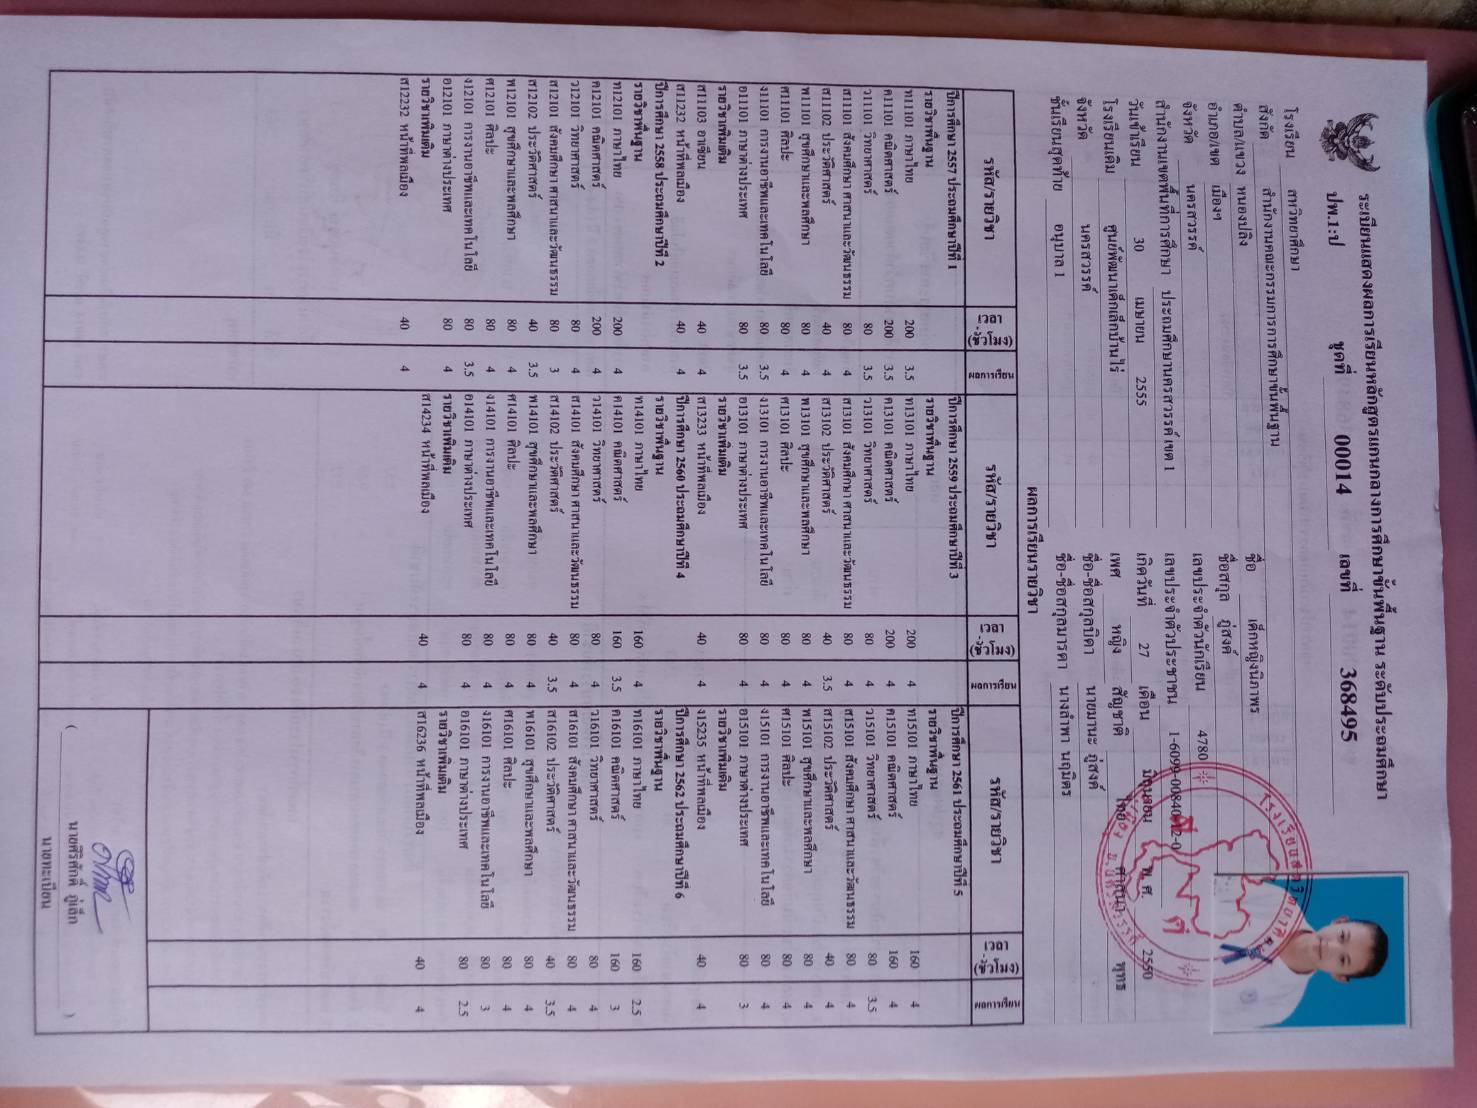 ระเบียนแสดงผลการเรียนหลักสูตรแกนกลางการศึกษาขั้นพื้นฐาน ระดับประถมศึกษา
ปพ.1:ป ชุดที่ 00014 เลขที่ 368495
โรงเรียน สหวิทยาศึกษา
สังกัด สำนักงานคณะกรรมการการศึกษาขั้นพื้นฐาน
ตำบล/แขวง หนองปลิง
อำเภอ/เขต เมืองฯ
จังหวัด นครสวรรค์
สำนักงานเขตพื้นที่การศึกษา ประถมศึกษานครสวรรค์ เขต 1
วันเข้าเรียน 30 เมษายน 2555
โรงเรียนเดิม ศูนย์พัฒนาเด็กเล็กบ้านไร่
จังหวัด นครสวรรค์
ชั้นเรียนสุดท้าย อนุบาล 1
ชื่อ เด็กหญิงนิภาพร
ชื่อสกุล ภู่สงค์
เลขประจำตัวนักเรียน 4780
เลขประจำตัวประชาชน
เกิดวันที่ 27 เดือน มิถุนายน พ.ศ. 2550
เพศ หญิง สัญชาติ ไทย ศาสนา พุทธ
ชื่อ-ชื่อสกุลบิดา นายมานะ ภู่สงค์
ชื่อ-ชื่อสกุลมารดา นางลำพา นฤมิตร
ผลการเรียนรายวิชา
รหัส/รายวิชา เวลา (ชั่วโมง) ผลการเรียน
ปีการศึกษา 2557 ประถมศึกษาปีที่ 1
รายวิชาพื้นฐาน
ท11101 ภาษาไทย 200 3.5
ค11101 คณิตศาสตร์ 200 3.5
ว11101 วิทยาศาสตร์ 80 3.5
ส11101 สังคมศึกษา ศาสนาและวัฒนธรรม 80 4
ส11102 ประวัติศาสตร์ 40 4
พ11101 สุขศึกษาและพลศึกษา 80 4
ศ11101 ศิลปะ 80 4
ง11101 การงานอาชีพและเทคโนโลยี 80 3.5
อ11101 ภาษาต่างประเทศ 80 3.5
รายวิชาเพิ่มเติม
ส11103 อาเซียน 40 4
ส11232 หน้าที่พลเมือง 40 4
ปีการศึกษา 2558 ประถมศึกษาปีที่ 2
รายวิชาพื้นฐาน
ท12101 ภาษาไทย 200 4
ค12101 คณิตศาสตร์ 200 4
ว12101 วิทยาศาสตร์ 80 4
ส12101 สังคมศึกษา ศาสนาและวัฒนธรรม 80 3
ส12102 ประวัติศาสตร์ 40 3.5
พ12101 สุขศึกษาและพลศึกษา 80 4
ศ12101 ศิลปะ 80 4
ง12101 การงานอาชีพและเทคโนโลยี 80 3.5
อ12101 ภาษาต่างประเทศ 80 4
รายวิชาเพิ่มเติม
ส12232 หน้าที่พลเมือง 40 4
รหัส/รายวิชา เวลา (ชั่วโมง) ผลการเรียน
ปีการศึกษา 2559 ประถมศึกษาปีที่ 3
รายวิชาพื้นฐาน
ท13101 ภาษาไทย 200 4
ค13101 คณิตศาสตร์ 200 4
ว13101 วิทยาศาสตร์ 80 4
ส13101 สังคมศึกษา ศาสนาและวัฒนธรรม 80 4
ส13102 ประวัติศาสตร์ 40 3.5
พ13101 สุขศึกษาและพลศึกษา 80 4
ศ13101 ศิลปะ 80 4
ง13101 การงานอาชีพและเทคโนโลยี 80 4
อ13101 ภาษาต่างประเทศ 80 4
รายวิชาเพิ่มเติม
ส13233 หน้าที่พลเมือง 40 4
ปีการศึกษา 2560 ประถมศึกษาปีที่ 4
รายวิชาพื้นฐาน
ท14101 ภาษาไทย 160 4
ค14101 คณิตศาสตร์ 160 3.5
ว14101 วิทยาศาสตร์ 80 4
ส14101 สังคมศึกษา ศาสนาและวัฒนธรรม 80 4
ส14102 ประวัติศาสตร์ 40 3.5
พ14101 สุขศึกษาและพลศึกษา 80 4
ศ14101 ศิลปะ 80 4
ง14101 การงานอาชีพและเทคโนโลยี 80 4
อ14101 ภาษาต่างประเทศ 80 4
รายวิชาเพิ่มเติม
ส14234 หน้าที่พลเมือง 40 4
รหัส/รายวิชา เวลา (ชั่วโมง) ผลการเรียน
ปีการศึกษา 2561 ประถมศึกษาปีที่ 5
รายวิชาพื้นฐาน
ท15101 ภาษาไทย 160 4
ค15101 คณิตศาสตร์ 160 4
ว15101 วิทยาศาสตร์ 80 3.5
ส15101 สังคมศึกษา ศาสนาและวัฒนธรรม 80 4
ส15102 ประวัติศาสตร์ 40 4
พ15101 สุขศึกษาและพลศึกษา 80 4
ศ15101 ศิลปะ 80 4
ง15101 การงานอาชีพและเทคโนโลยี 80 4
อ15101 ภาษาต่างประเทศ 80 3
รายวิชาเพิ่มเติม
ง15235 หน้าที่พลเมือง 40 4
ปีการศึกษา 2562 ประถมศึกษาปีที่ 6
รายวิชาพื้นฐาน
ท16101 ภาษาไทย 160 2.5
ค16101 คณิตศาสตร์ 160 3
ว16101 วิทยาศาสตร์ 80 4
ส16101 สังคมศึกษา ศาสนาและวัฒนธรรม 80 4
ส16102 ประวัติศาสตร์ 40 3.5
พ16101 สุขศึกษาและพลศึกษา 80 4
ศ16101 ศิลปะ 80 4
ง16101 การงานอาชีพและเทคโนโลยี 80 3
อ16101 ภาษาต่างประเทศ 80 2.5
รายวิชาเพิ่มเติม
ส16236 หน้าที่พลเมือง 40 4
( นายศิริศักดิ์ ภู่เล็ก )
นายทะเบียน